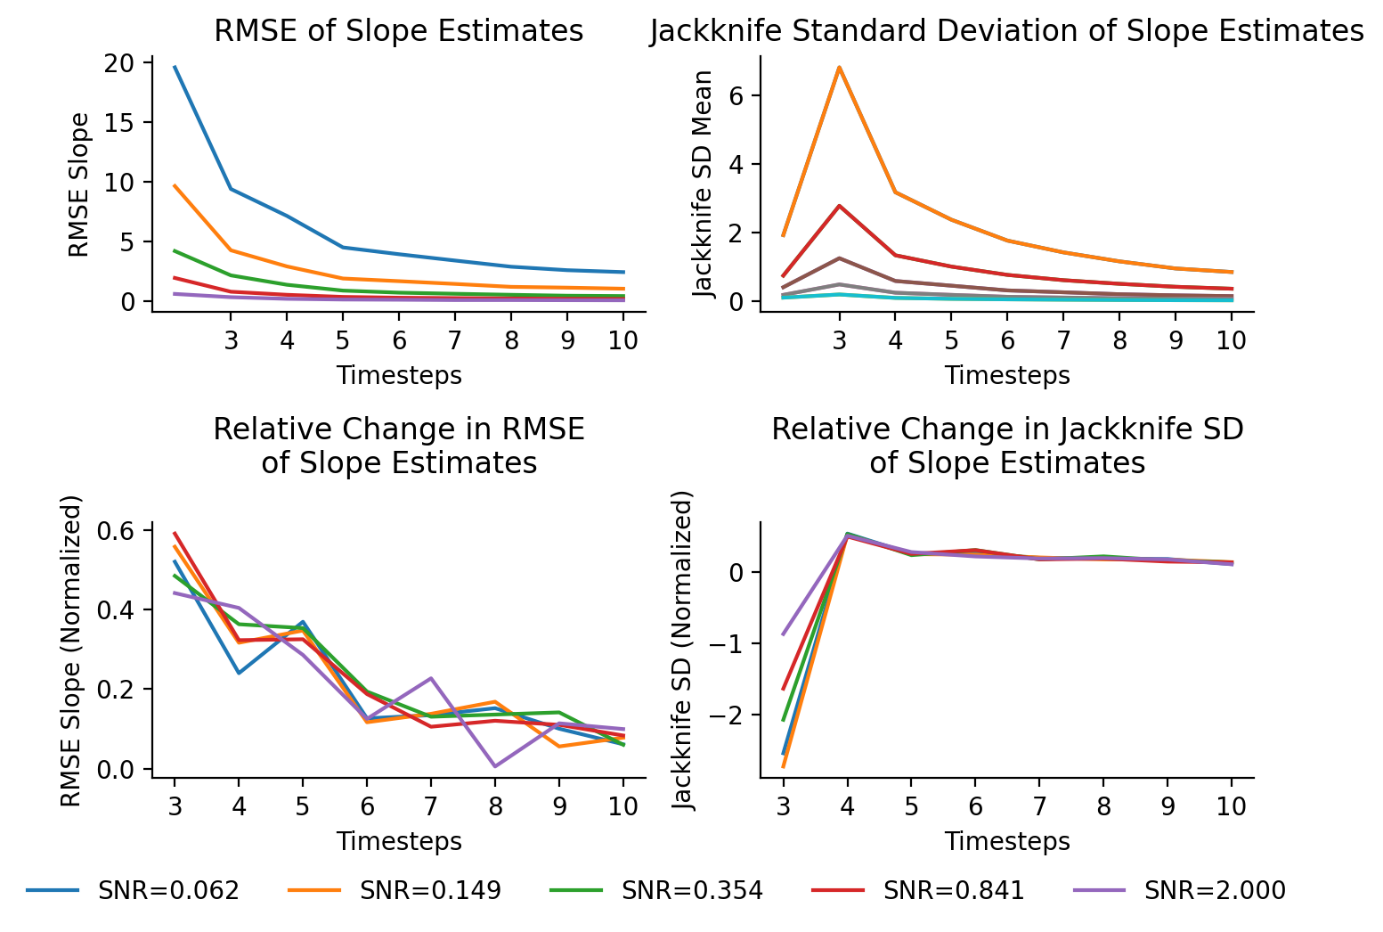 RMSE of Slope Estimates
RMSE Slope
20
15
10
5
0
3 4 5 6 7 8 9 10
Timesteps
Jackknife Standard Deviation of Slope Estimates
Jackknife SD Mean
6
4
2
0
3 4 5 6 7 8 9 10
Timesteps
Relative Change in RMSE
of Slope Estimates
RMSE Slope (Normalized)
0.6
0.4
0.2
0.0
3 4 5 6 7 8 9 10
Timesteps
Relative Change in Jackknife SD
of Slope Estimates
Jackknife SD (Normalized)
0
−1
−2
3 4 5 6 7 8 9 10
Timesteps
SNR=0.062 SNR=0.149 SNR=0.354 SNR=0.841 SNR=2.000